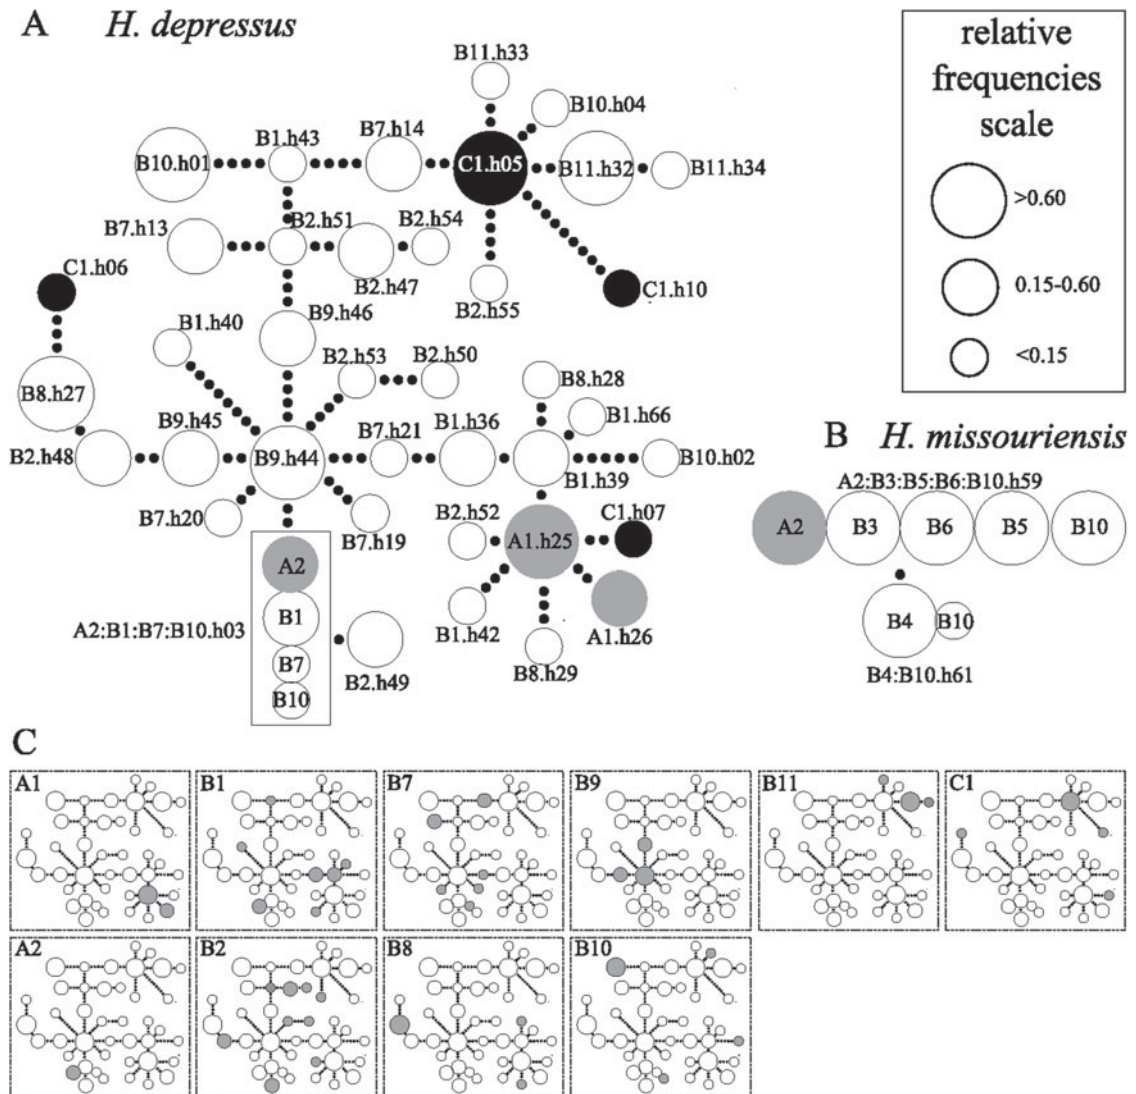 A H. depressus
relative
frequencies
scale
>0.60
0.15-0.60
<0.15
B11.h33
B10.h04
B7.h14
B1.h43
B10.h01
C1.h05
B11.h32
B11.h34
B7.h13
B2.h51
B2.h54
B2.h47
B2.h55
C1.h10
C1.h06
B1.h40
B9.h46
B2.h53
B2.h50
B8.h28
B8.h27
B9.h45
B7.h21
B1.h36
B1.h66
B2.h48
B9.h44
B10.h02
B1.h39
B7.h20
B7.h19
B2.h52
C1.h07
A1.h25
A2
B1
B7
B10
A2:B1:B7:B10.h03
B2.h49
B1.h42
B8.h29
A1.h26
B H. missouriensis
A2:B3:B5:B6:B10.h59
A2 B3 B6 B5 B10
B4 B10
B4:B10.h61
C
A1 B1 B7 B9 B11 C1
A2 B2 B8 B10